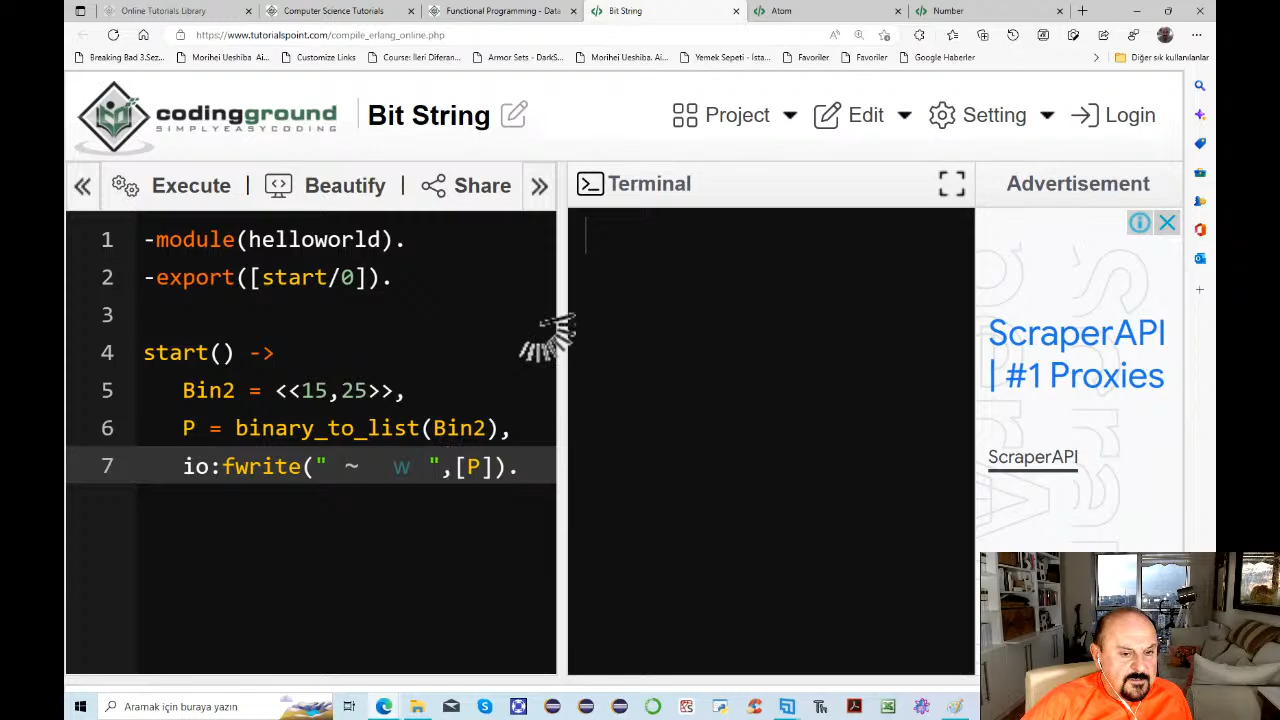 Online Tutorials Library
Computer Science Tutorials
Functional Programming - Data
Bit String
Atom
Number
https://www.tutorialspoint.com/compile_erlang_online.php
Breaking Bad 3.Sez...
Morihei Ueshiba Ai...
Customize Links
Course: Ileri Diferan...
Armor Sets - DarkS...
Morihei Ueshiba. Ai...
Yemek Sepeti - İsta...
Favoriler
Favoriler
Google Haberler
Diğer sık kullanılanlar
codingground
SIMPLYEASYCODING
Bit String
Project
Edit
Setting
Login
Execute
Beautify
Share
Terminal
Advertisement
1 -module(helloworld).
2 -export([start/0]).
3
4 start() ->
5 Bin2 = <<15,25>>,
6 P = binary_to_list(Bin2),
7 io:fwrite(" ~ w ",[P]).
ScraperAPI
| #1 Proxies
ScraperAPI
Aramak için buraya yazın